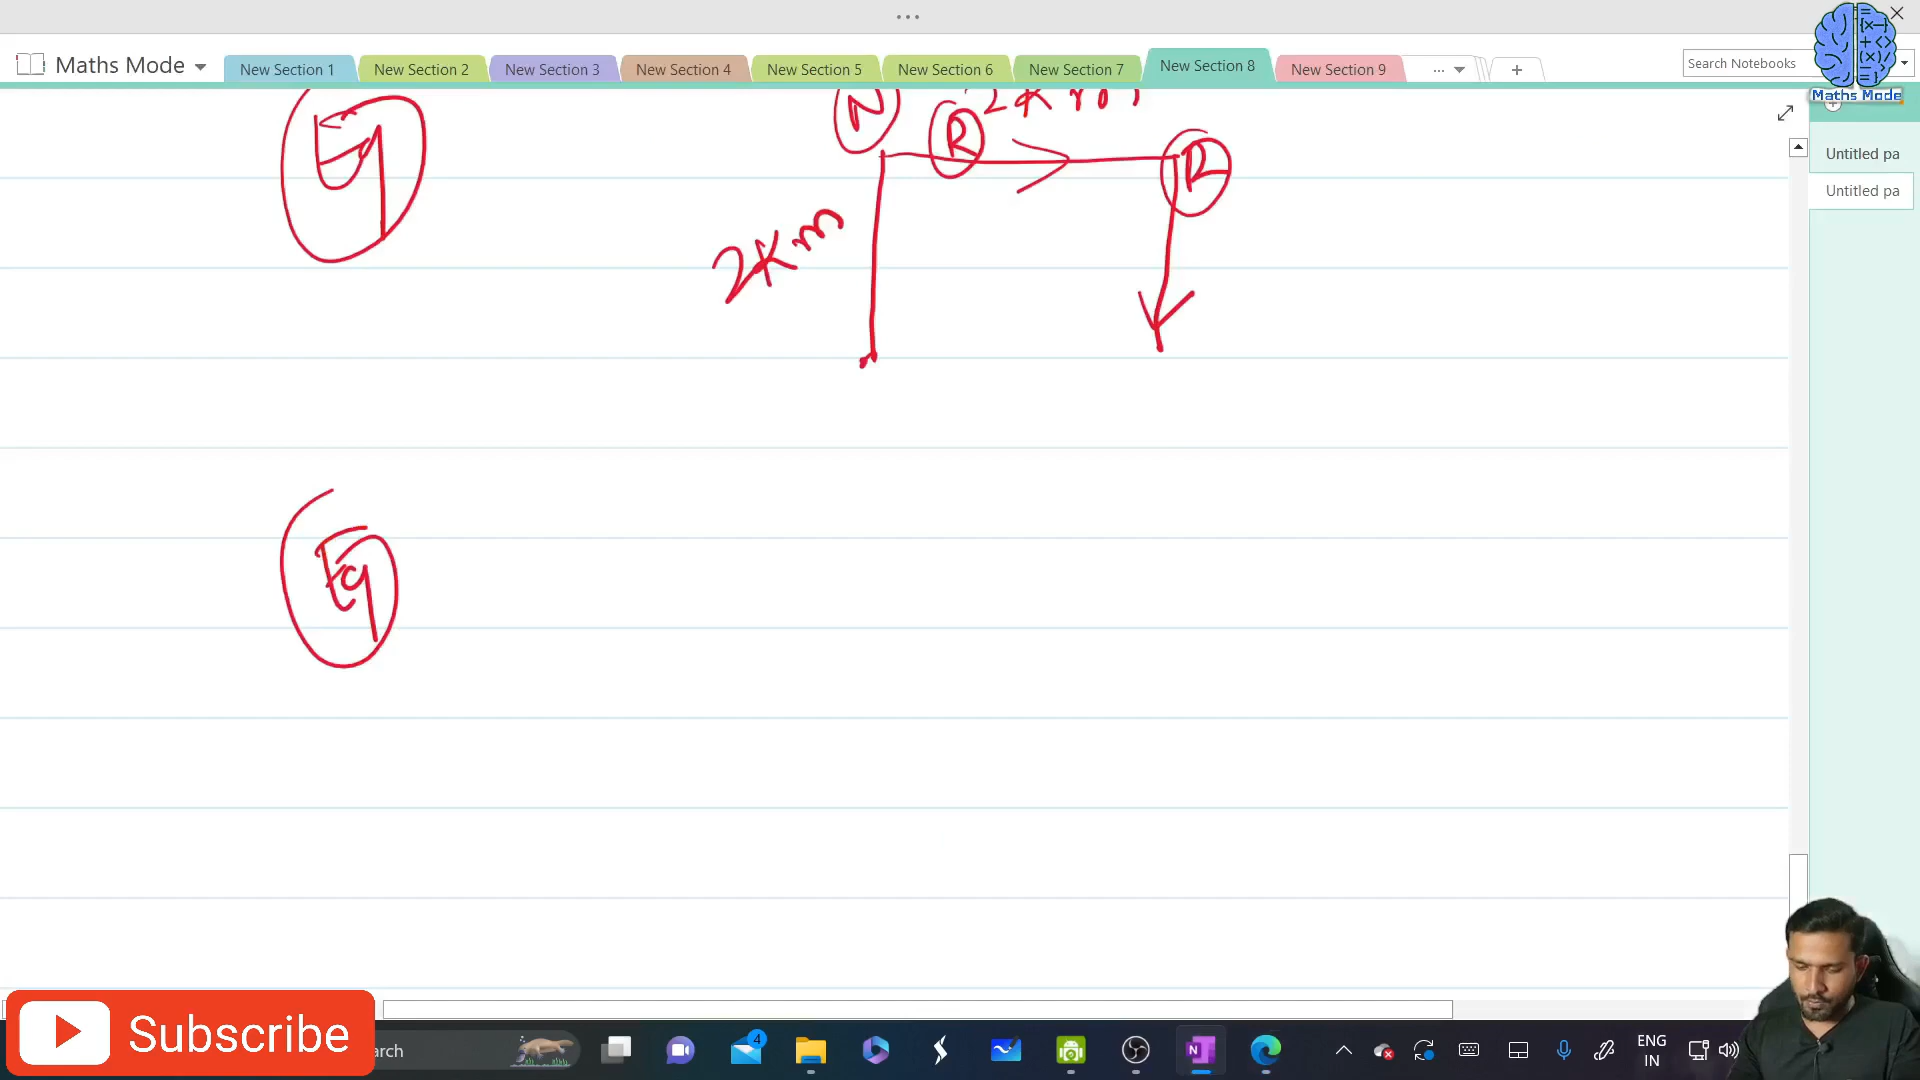 Maths Mode
New Section 1
New Section 2
New Section 3
New Section 4
New Section 5
New Section 6
New Section 7
New Section 8
New Section 9
...
Search Notebooks
Maths Mode
Untitled pa
Untitled pa
N
R
R
2Km
Eg
Eg
Subscribe
arch
4
ENG
IN